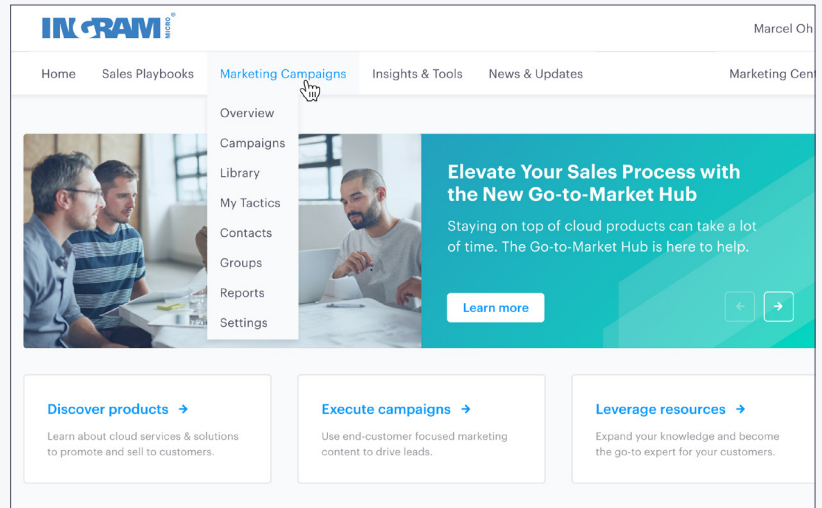 INGRAM MICRO®
Marcel Oh
Home Sales Playbooks Marketing Campaigns Insights & Tools News & Updates Marketing Cent
Overview
Campaigns
Library
My Tactics
Contacts
Groups
Reports
Settings
Elevate Your Sales Process with
the New Go-to-Market Hub
Staying on top of cloud products can take a lot
of time. The Go-to-Market Hub is here to help.
Learn more
Discover products
Learn about cloud services & solutions
to promote and sell to customers.
Execute campaigns
Use end-customer focused marketing
content to drive leads.
Leverage resources
Expand your knowledge and become
the go-to expert for your customers.